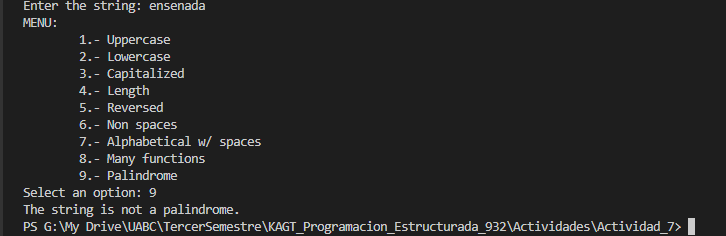 Enter the string: ensenada
MENU:
1.- Uppercase
2.- Lowercase
3.- Capitalized
4.- Length
5.- Reversed
6.- Non spaces
7.- Alphabetical w/ spaces
8.- Many functions
9.- Palindrome
Select an option: 9
The string is not a palindrome.
PS G:\My Drive\UABC\TercerSemestre\KAGT_Programacion_Estructurada_932\Actividades\Actividad_7>